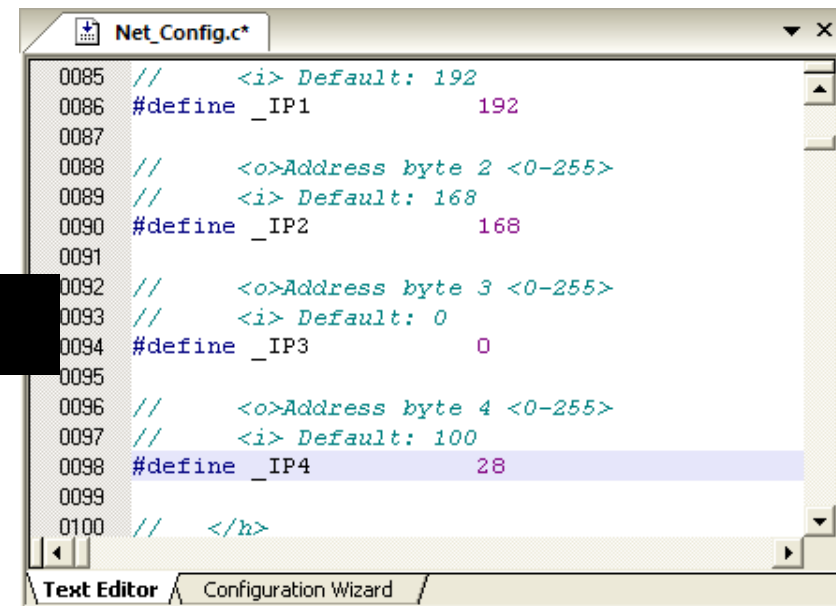 Net_Config.c*
0085 // <i> Default: 192
0086 #define _IP1 192
0087
0088 // <o>Address byte 2 <0-255>
0089 // <i> Default: 168
0090 #define _IP2 168
0091
0092 // <o>Address byte 3 <0-255>
0093 // <i> Default: 0
0094 #define _IP3 0
0095
0096 // <o>Address byte 4 <0-255>
0097 // <i> Default: 100
0098 #define _IP4 28
0099
0100 // </h>
Text Editor Configuration Wizard